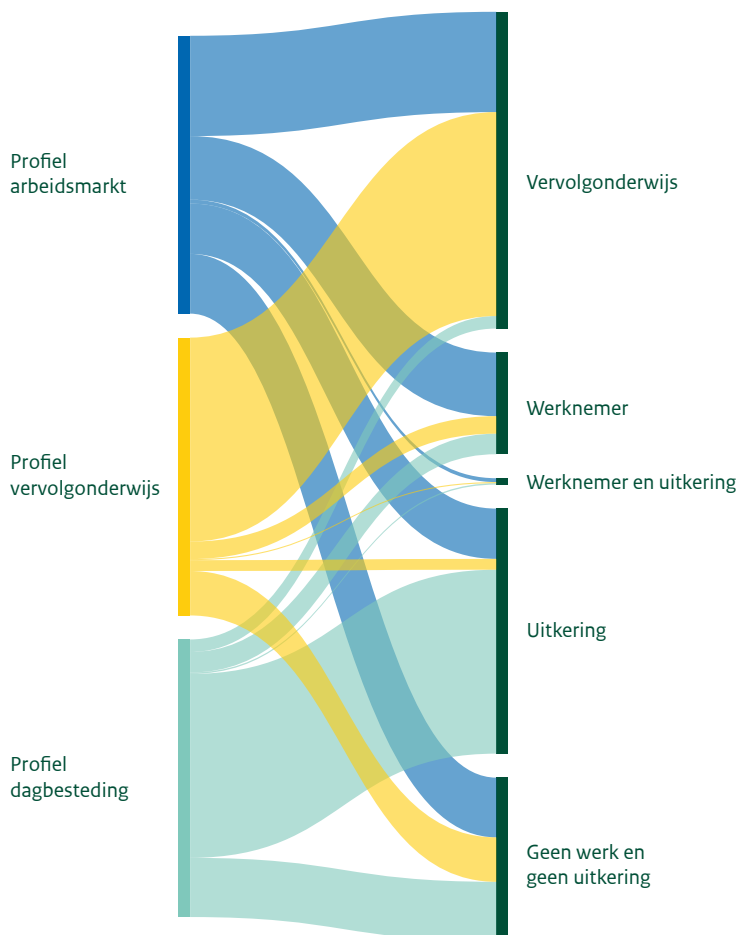 Profiel
arbeidsmarkt
Profiel
vervolgonderwijs
Profiel
dagbesteding
Vervolgonderwijs
Werknemer
Werknemer en uitkering
Uitkering
Geen werk en
geen uitkering